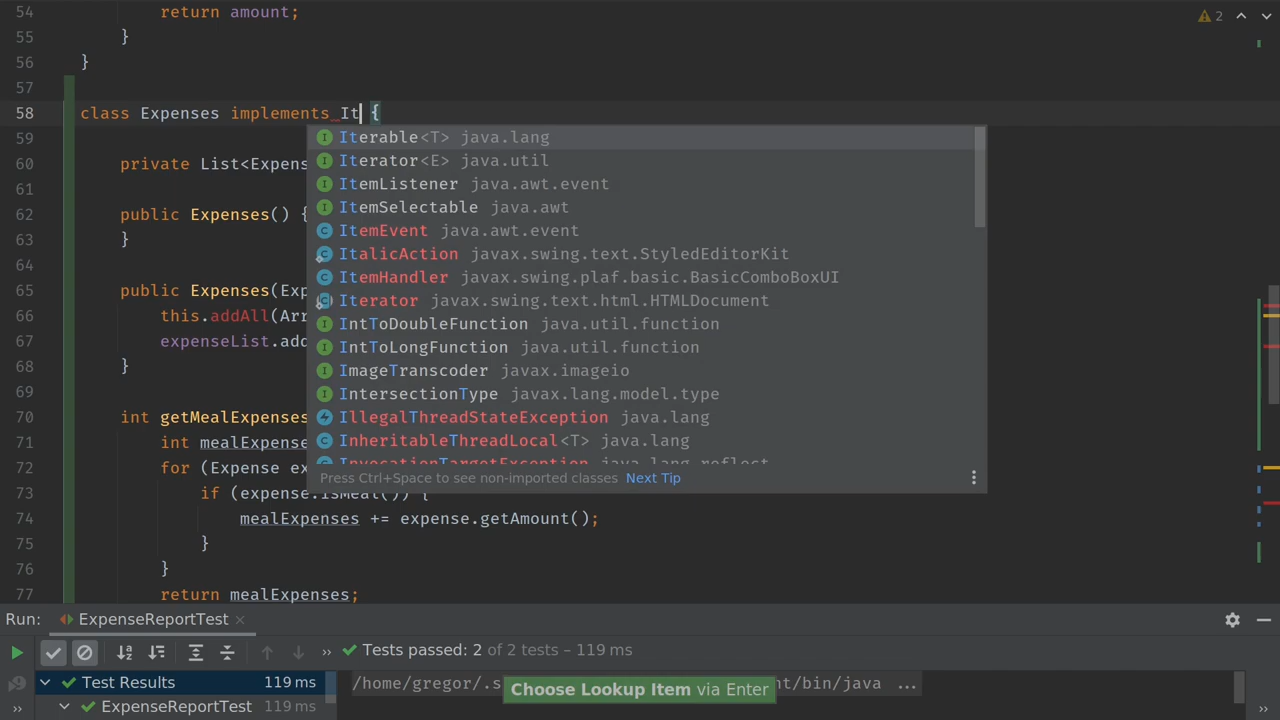 54 return amount;
⚠ 2
55 }
56 }
57
58 class Expenses implements It {
59
60 private List<Expens
61
62 public Expenses() {
63 }
64
65 public Expenses(Exp
66 this.addAll(Arr
67 expenseList.add
68 }
69
70 int getMealExpenses
71 int mealExpense
72 for (Expense ex
73 if (expense.isMeal()) {
74 mealExpenses += expense.getAmount();
75 }
76 }
77 return mealExpenses;
Iterable<T> java.lang
Iterator<E> java.util
ItemListener java.awt.event
ItemSelectable java.awt
ItemEvent java.awt.event
ItalicAction javax.swing.text.StyledEditorKit
ItemHandler javax.swing.plaf.basic.BasicComboBoxUI
Iterator javax.swing.text.html.HTMLDocument
IntToDoubleFunction java.util.function
IntToLongFunction java.util.function
ImageTranscoder javax.imageio
IntersectionType javax.lang.model.type
IllegalThreadStateException java.lang
InheritableThreadLocal<T> java.lang
InvocationTargetException java.lang.reflect
Press Ctrl+Space to see non-imported classes Next Tip
Run: ExpenseReportTest ×
» Tests passed: 2 of 2 tests – 119 ms
Test Results 119 ms
/home/gregor/.s
nt/bin/java ...
Choose Lookup Item via Enter
ExpenseReportTest 119 ms